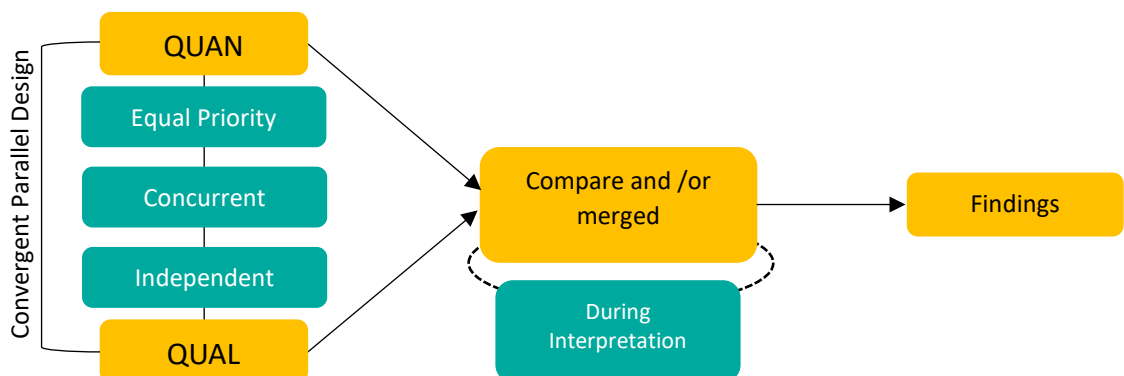 Convergent Parallel Design
QUAN
Equal Priority
Concurrent
Independent
QUAL
Compare and /or
merged
During
Interpretation
Findings